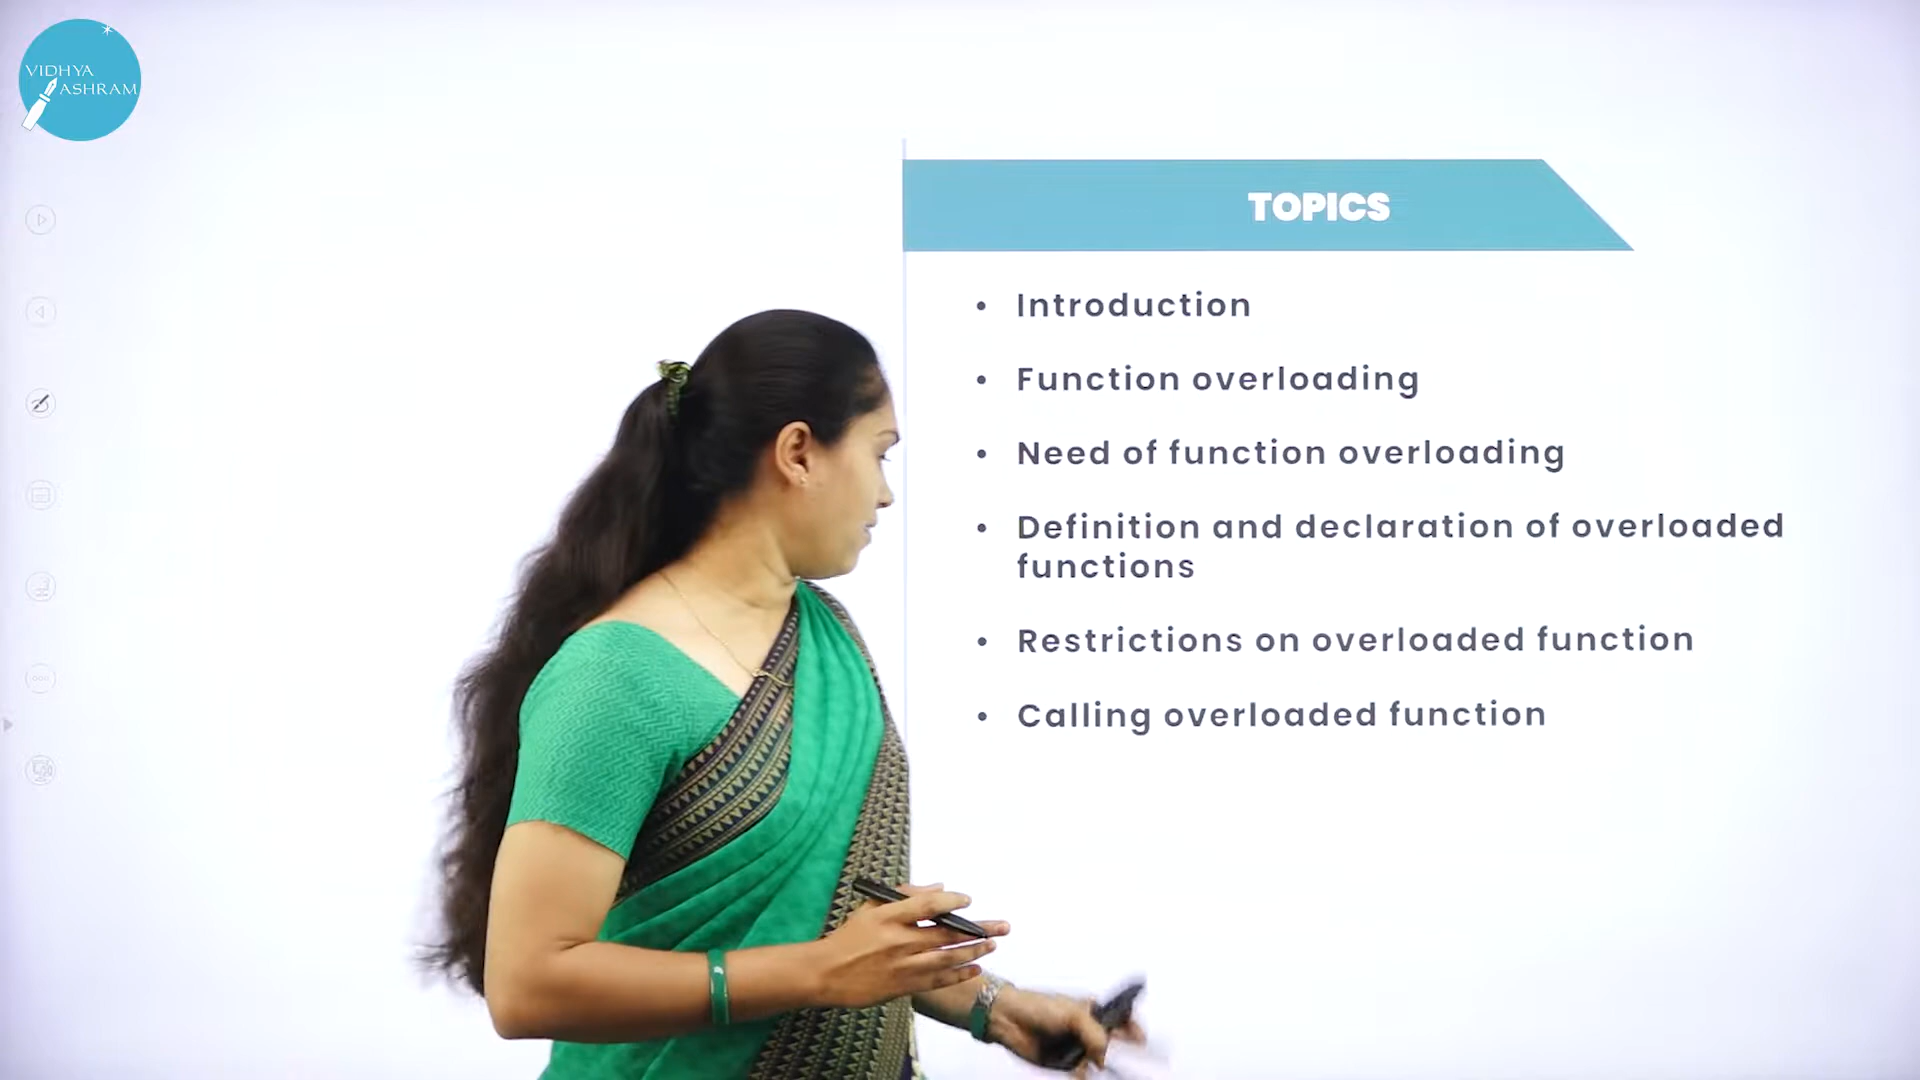 VIDHYA
ASHRAM
TOPICS
• Introduction
• Function overloading
• Need of function overloading
• Definition and declaration of overloaded
functions
• Restrictions on overloaded function
• Calling overloaded function